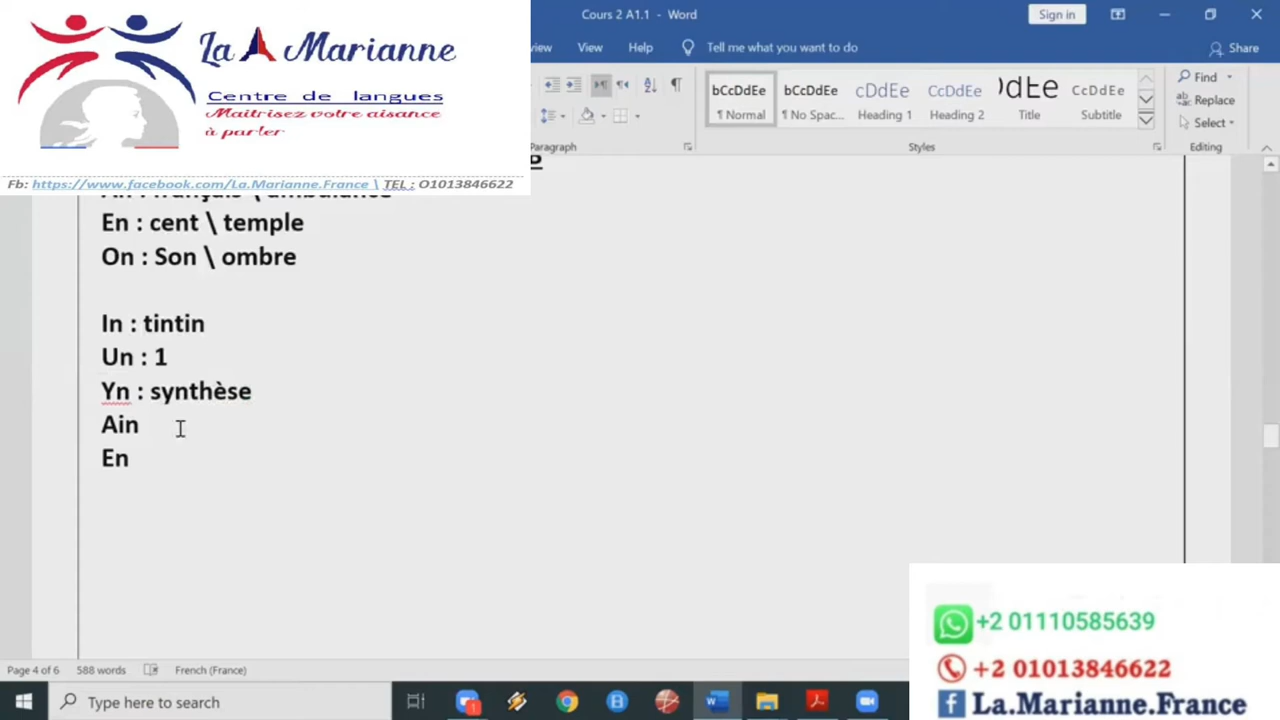 La Marianne
Centre de langues
Maitrisez votre aisance
à parler
Fb: https://www.facebook.com/La.Marianne.France \ TEL : O1013846622
Cours 2 A1.1 - Word
Sign in
View
Help
Tell me what you want to do
Share
bCcDdEe
bCcDdEe
cDdEe
CcDdEe
CcDdEe
¶ Normal
¶ No Spac...
Heading 1
Heading 2
Title
Subtitle
Find
Replace
Select
Paragraph
Styles
Editing
An : français \ ambulance
En : cent \ temple
On : Son \ ombre
In : tintin
Un : 1
Yn : synthèse
Ain
En
+2 01110585639
+2 01013846622
La.Marianne.France
Page 4 of 6
588 words
French (France)
Type here to search